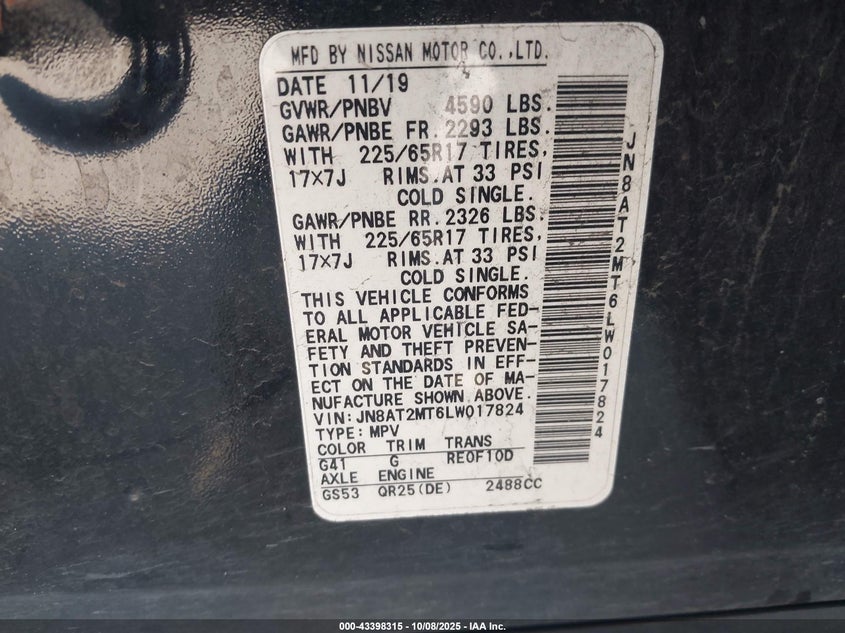 MFD BY NISSAN MOTOR CO.,LTD.
DATE 11/19
GVWR/PNBV 4590 LBS.
GAWR/PNBE FR. 2293 LBS.
WITH 225/65R17 TIRES,
17X7J RIMS.AT 33 PSI
COLD SINGLE.
GAWR/PNBE RR. 2326 LBS.
WITH 225/65R17 TIRES,
17X7J RIMS.AT 33 PSI
COLD SINGLE.
THIS VEHICLE CONFORMS
TO ALL APPLICABLE FED-
ERAL MOTOR VEHICLE SA-
FETY AND THEFT PREVEN-
TION STANDARDS IN EFF-
ECT ON THE DATE OF MA-
NUFACTURE SHOWN ABOVE.
VIN: JN8AT2MT6LW017824
TYPE: MPV
COLOR TRIM TRANS
G41 G RE0F10D
AXLE ENGINE
GS53 QR25(DE) 2488CC
JN8AT2MT6LW017824
000-43398315 - 10/08/2025 - IAA Inc.